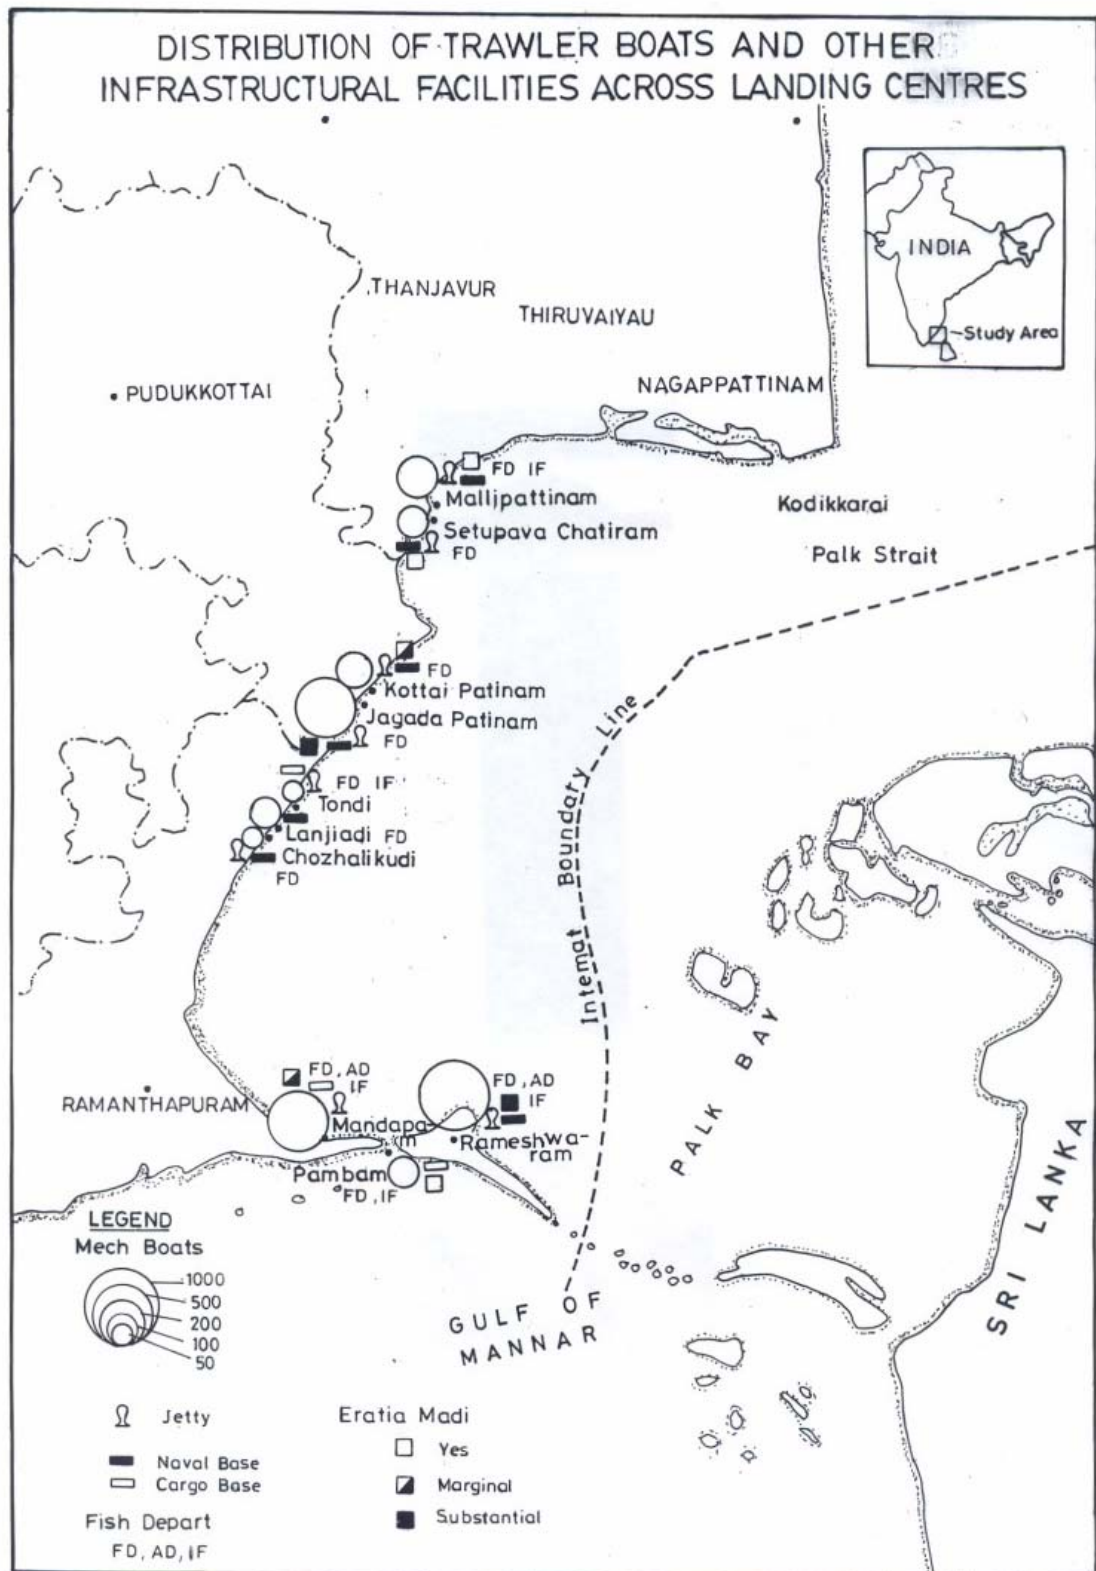 DISTRIBUTION OF TRAWLER BOATS AND OTHER
INFRASTRUCTURAL FACILITIES ACROSS LANDING CENTRES
INDIA
Study Area
THANJAVUR
THIRUVAIYAU
PUDUKKOTTAI
NAGAPPATTINAM
FD IF
Mallipattinam
Kodikkarai
Setupava Chatiram
FD
Palk Strait
FD
Kottai Patinam
Jagada Patinam
FD
FD IF
Tondi
Lanjiadi FD
Chozhalikudi
FD
Internat Boundary Line
PALK BAY
SRI LANKA
RAMANTHAPURAM
FD, AD
IF
Mandapa-
m
FD, AD
IF
Rameshwa-
ram
Pambam
FD, IF
GULF OF
MANNAR
LEGEND
Mech Boats
1000
500
200
100
50
Jetty
Naval Base
Cargo Base
Fish Depart
FD, AD, IF
Eratia Madi
Yes
Marginal
Substantial